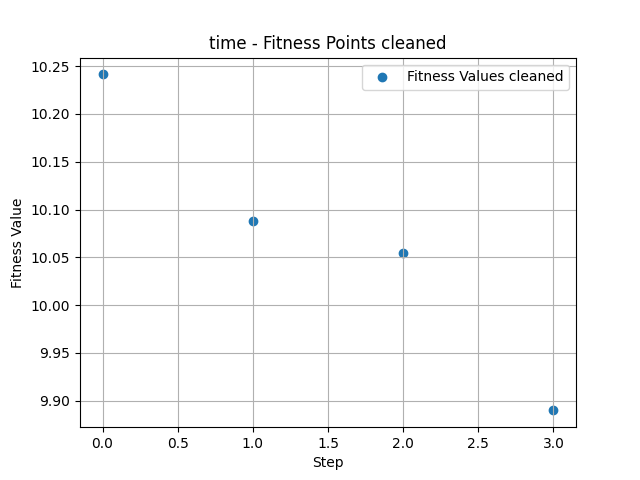 time - Fitness Points cleaned
Fitness Values cleaned
Fitness Value
10.25
10.20
10.15
10.10
10.05
10.00
9.95
9.90
0.0 0.5 1.0 1.5 2.0 2.5 3.0
Step